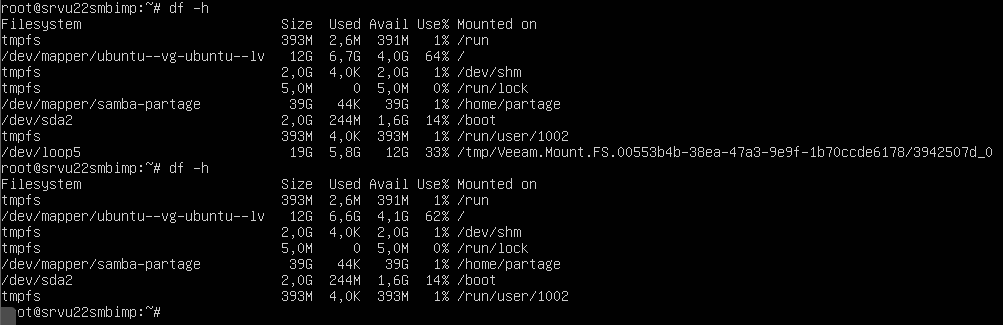 root@srvu22smbimp:~# df -h
Filesystem                         Size  Used Avail Use% Mounted on
tmpfs                              393M  2,6M  391M   1% /run
/dev/mapper/ubuntu--vg-ubuntu--lv   12G  6,7G  4,0G  64% /
tmpfs                              2,0G  4,0K  2,0G   1% /dev/shm
tmpfs                              5,0M     0  5,0M   0% /run/lock
/dev/mapper/samba-partage           39G   44K   39G   1% /home/partage
/dev/sda2                          2,0G  244M  1,6G  14% /boot
tmpfs                              393M  4,0K  393M   1% /run/user/1002
/dev/loop5                          19G  5,8G   12G  33% /tmp/Veeam.Mount.FS.00553b4b-38ea-47a3-9e9f-1b70ccde6178/3942507d_0
root@srvu22smbimp:~# df -h
Filesystem                         Size  Used Avail Use% Mounted on
tmpfs                              393M  2,6M  391M   1% /run
/dev/mapper/ubuntu--vg-ubuntu--lv   12G  6,6G  4,1G  62% /
tmpfs                              2,0G  4,0K  2,0G   1% /dev/shm
tmpfs                              5,0M     0  5,0M   0% /run/lock
/dev/mapper/samba-partage           39G   44K   39G   1% /home/partage
/dev/sda2                          2,0G  244M  1,6G  14% /boot
tmpfs                              393M  4,0K  393M   1% /run/user/1002
oot@srvu22smbimp:~#